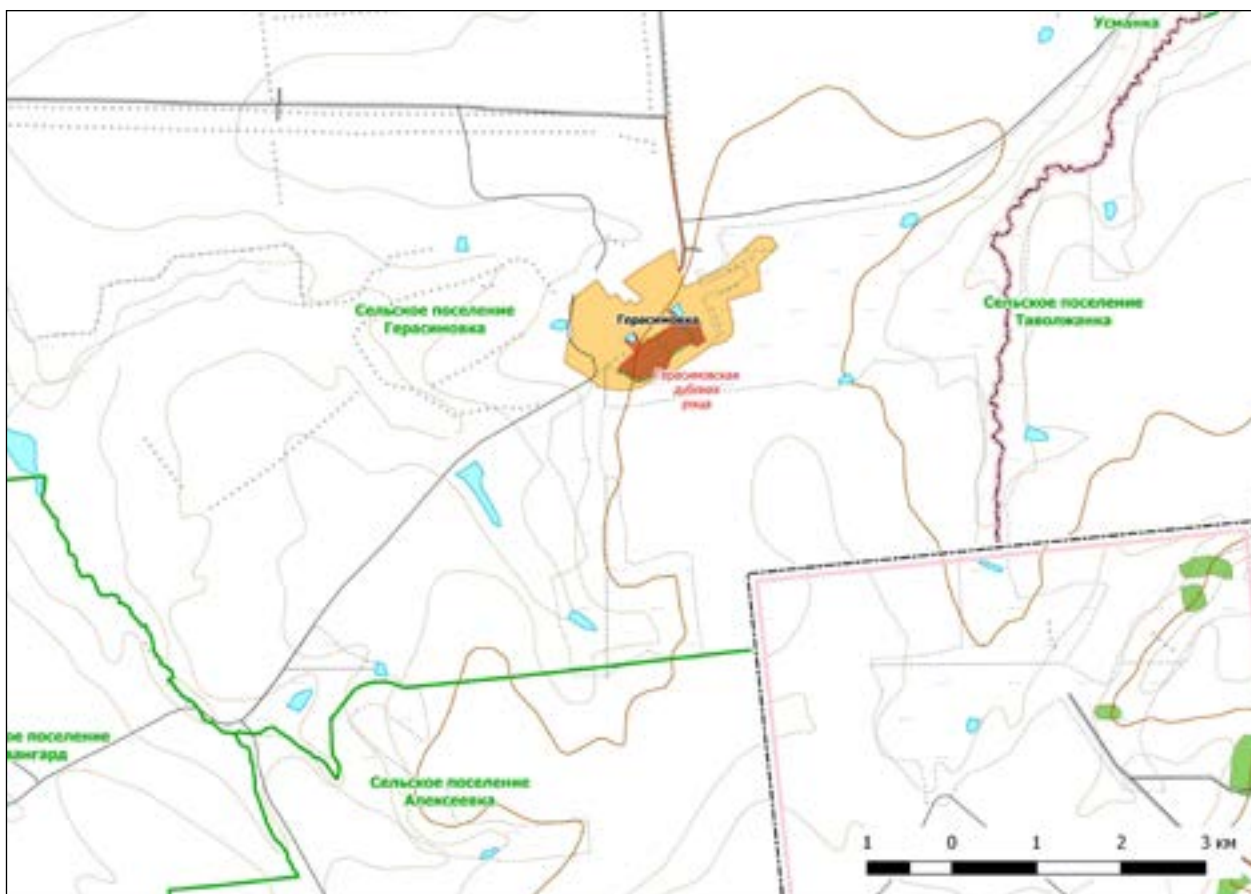 Усманка
Сельское поселение
Герасимовка
Герасимовка
Сельское поселение
Таволжанка
Герасимовская
дубовая
роща
ое поселение
вангард
Сельское поселение
Алексеевка
1 0 1 2 3 км